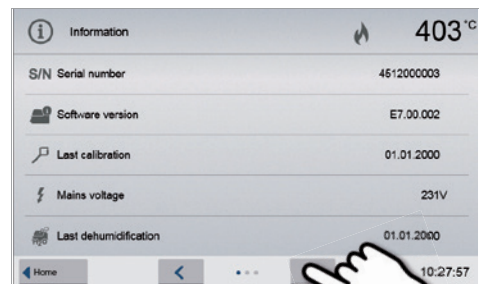 Information 403 °C
S/N Serial number 4512000003
Software version E7.00.002
Last calibration 01.01.2000
Mains voltage 231V
Last dehumidification 01.01.2000
Home 10:27:57